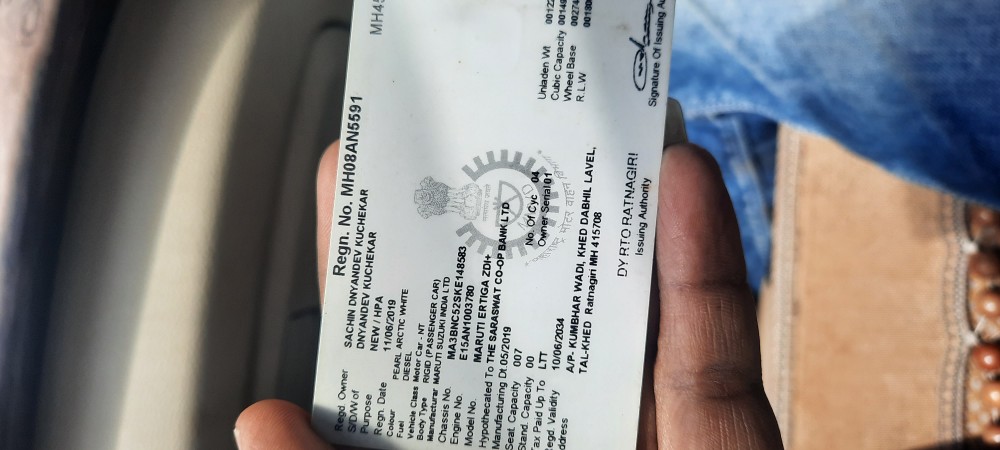 MH4
Regn. No. MH08AN5591
Regd. Owner SACHIN DNYANDEV KUCHEKAR
S/D/W of DNYANDEV KUCHEKAR
Purpose NEW / HPA
Regn. Date 11/06/2019
Colour PEARL ARCTIC WHITE
Fuel DIESEL
Vehicle Class Motor Car - NT
Body Type RIGID (PASSENGER CAR)
Manufacturer MARUTI SUZUKI INDIA LTD
Chassis No. MA3BNC52SKE148583
Engine No. E15AN1003780
Model No. MARUTI ERTIGA ZDI+
Hypothecated To THE SARASWAT CO-OP BANK LTD
Manufacturing Dt. 05/2019
Seat. Capacity 007 No. Of Cyc 04
Stand. Capacity 00 Owner Serial 01
Tax Paid Up To LTT
Regd. Validity 10/06/2034
Address A/P- KUMBHAR WADI, KHED DABHIL LAVEL,
TAL-KHED Ratnagiri MH 415708
Unladen Wt 00122
Cubic Capacity 00148
Wheel Base 00274
R.L.W 00180
DY RTO RATNAGIRI
Issuing Authority
Signature Of Issuing A